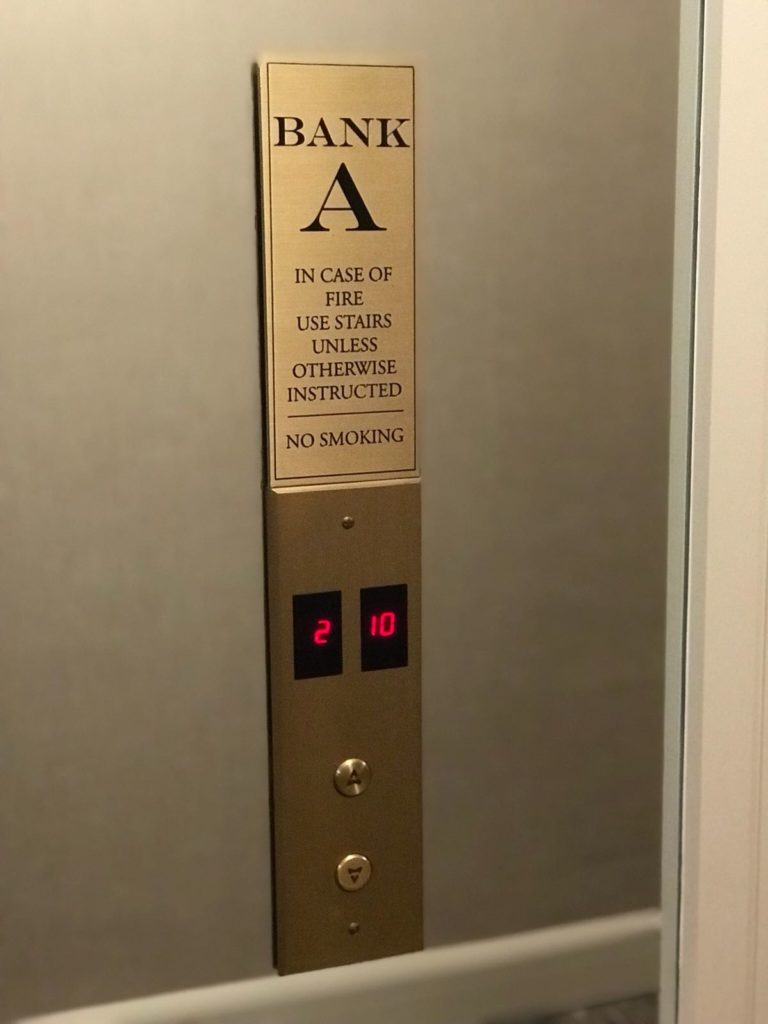 BANK
A
IN CASE OF
FIRE
USE STAIRS
UNLESS
OTHERWISE
INSTRUCTED
NO SMOKING
2 10